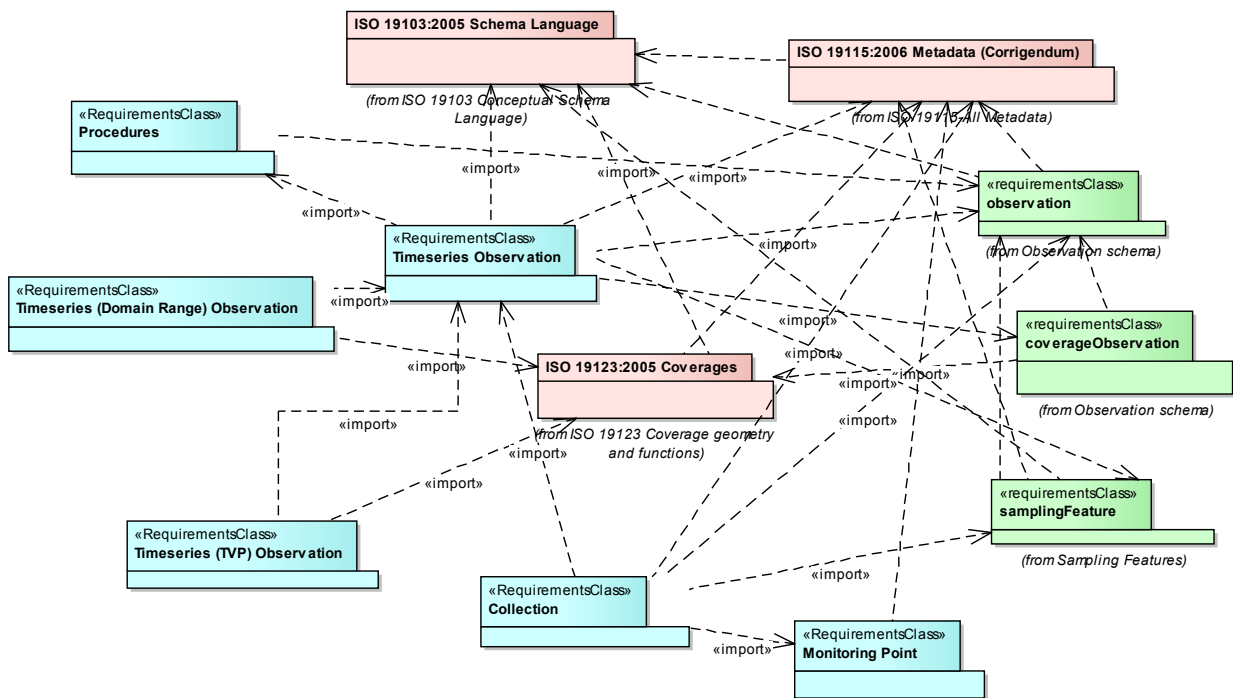 ISO 19103:2005 Schema Language
(from ISO 19103 Conceptual Schema
Language)
ISO 19115:2006 Metadata (Corrigendum)
(from ISO 19115-All Metadata)
«RequirementsClass»
Procedures
«import»
«import»
«import»
«import»
«requirementsClass»
observation
(from Observation schema)
«RequirementsClass»
Timeseries Observation
«import»
«import»
«RequirementsClass»
Timeseries (Domain Range) Observation
«import»
«import»
«import»
«requirementsClass»
coverageObservation
(from Observation schema)
«import»
ISO 19123:2005 Coverages
(from ISO 19123 Coverage geometry
and functions)
«import»
«import»
«import»
«import»
«import»
«import»
«RequirementsClass»
Timeseries (TVP) Observation
«requirementsClass»
samplingFeature
(from Sampling Features)
«import»
«RequirementsClass»
Collection
«import»
«RequirementsClass»
Monitoring Point